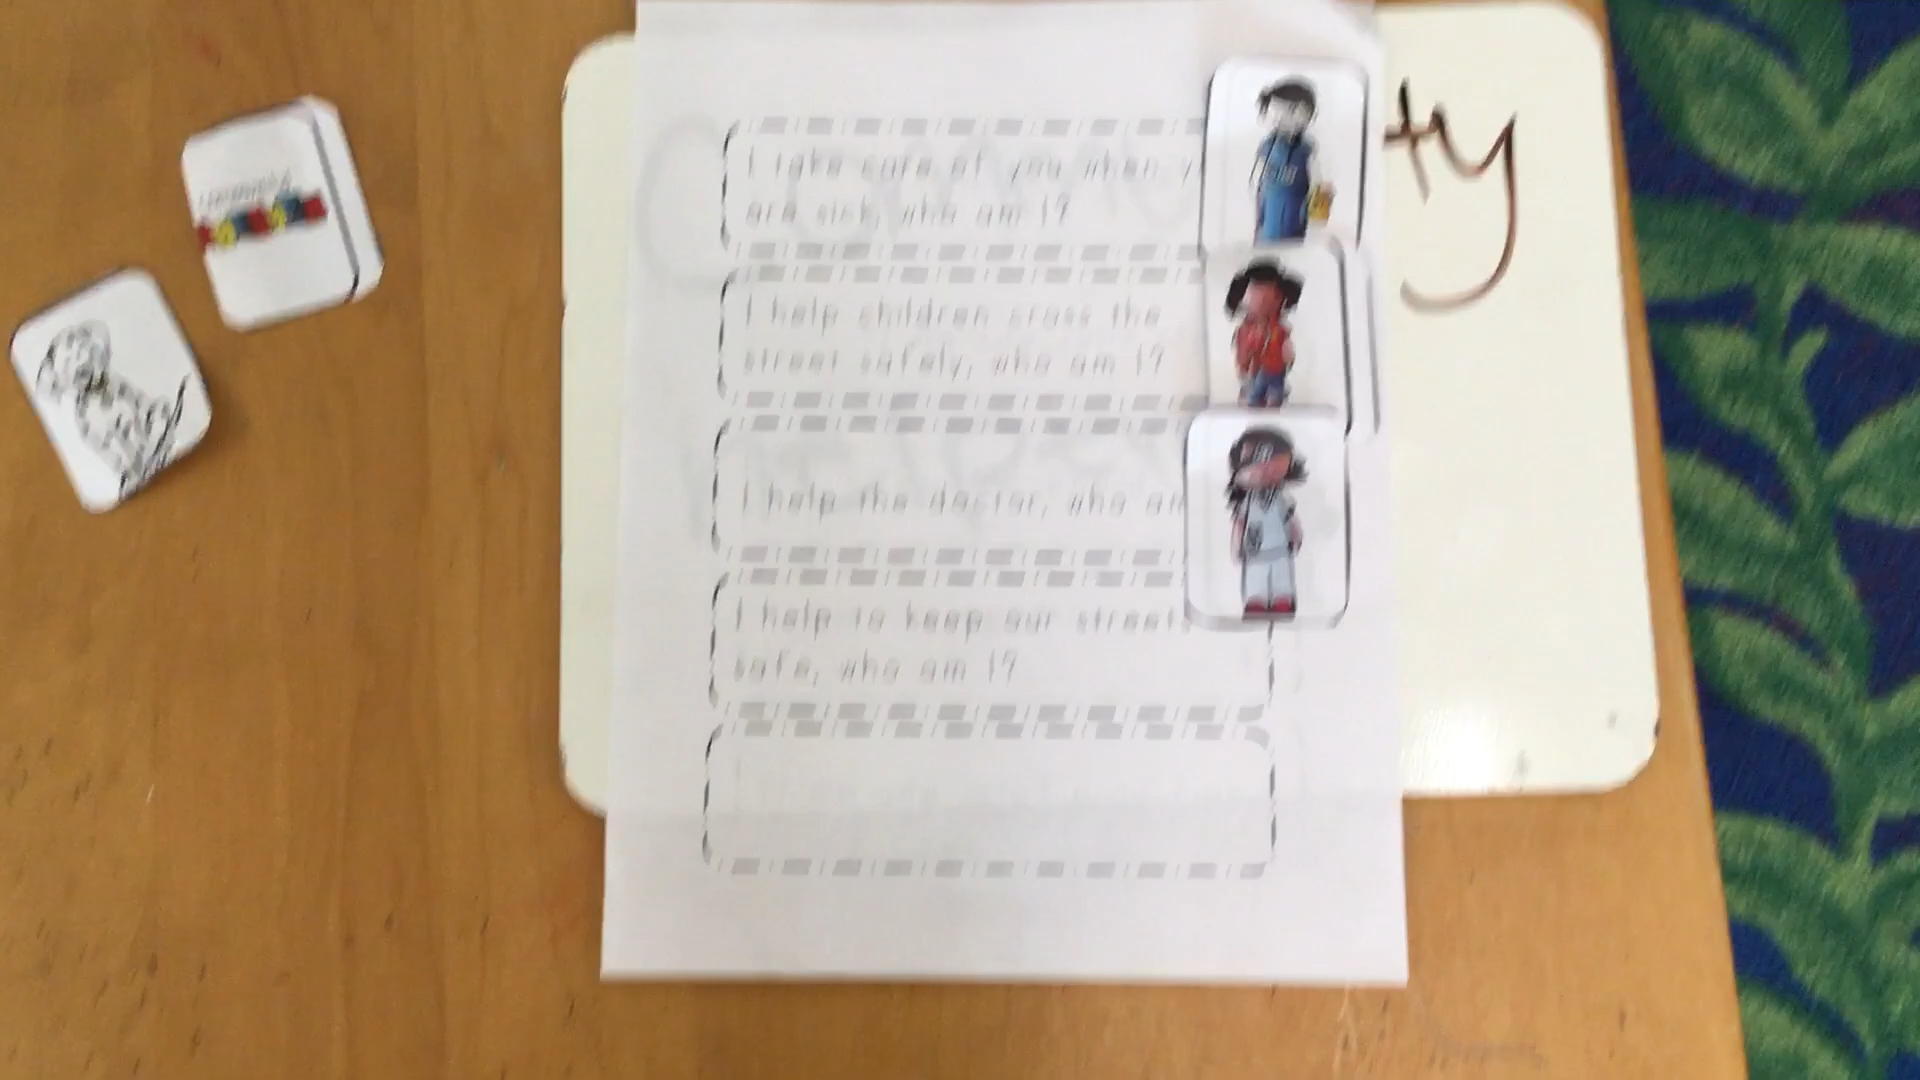 I take care of you when
are sick, who am I?
I help children cross the
street safely, who am I?
I help the doctor, who am
I help to keep our streets
safe, who am I?
ty